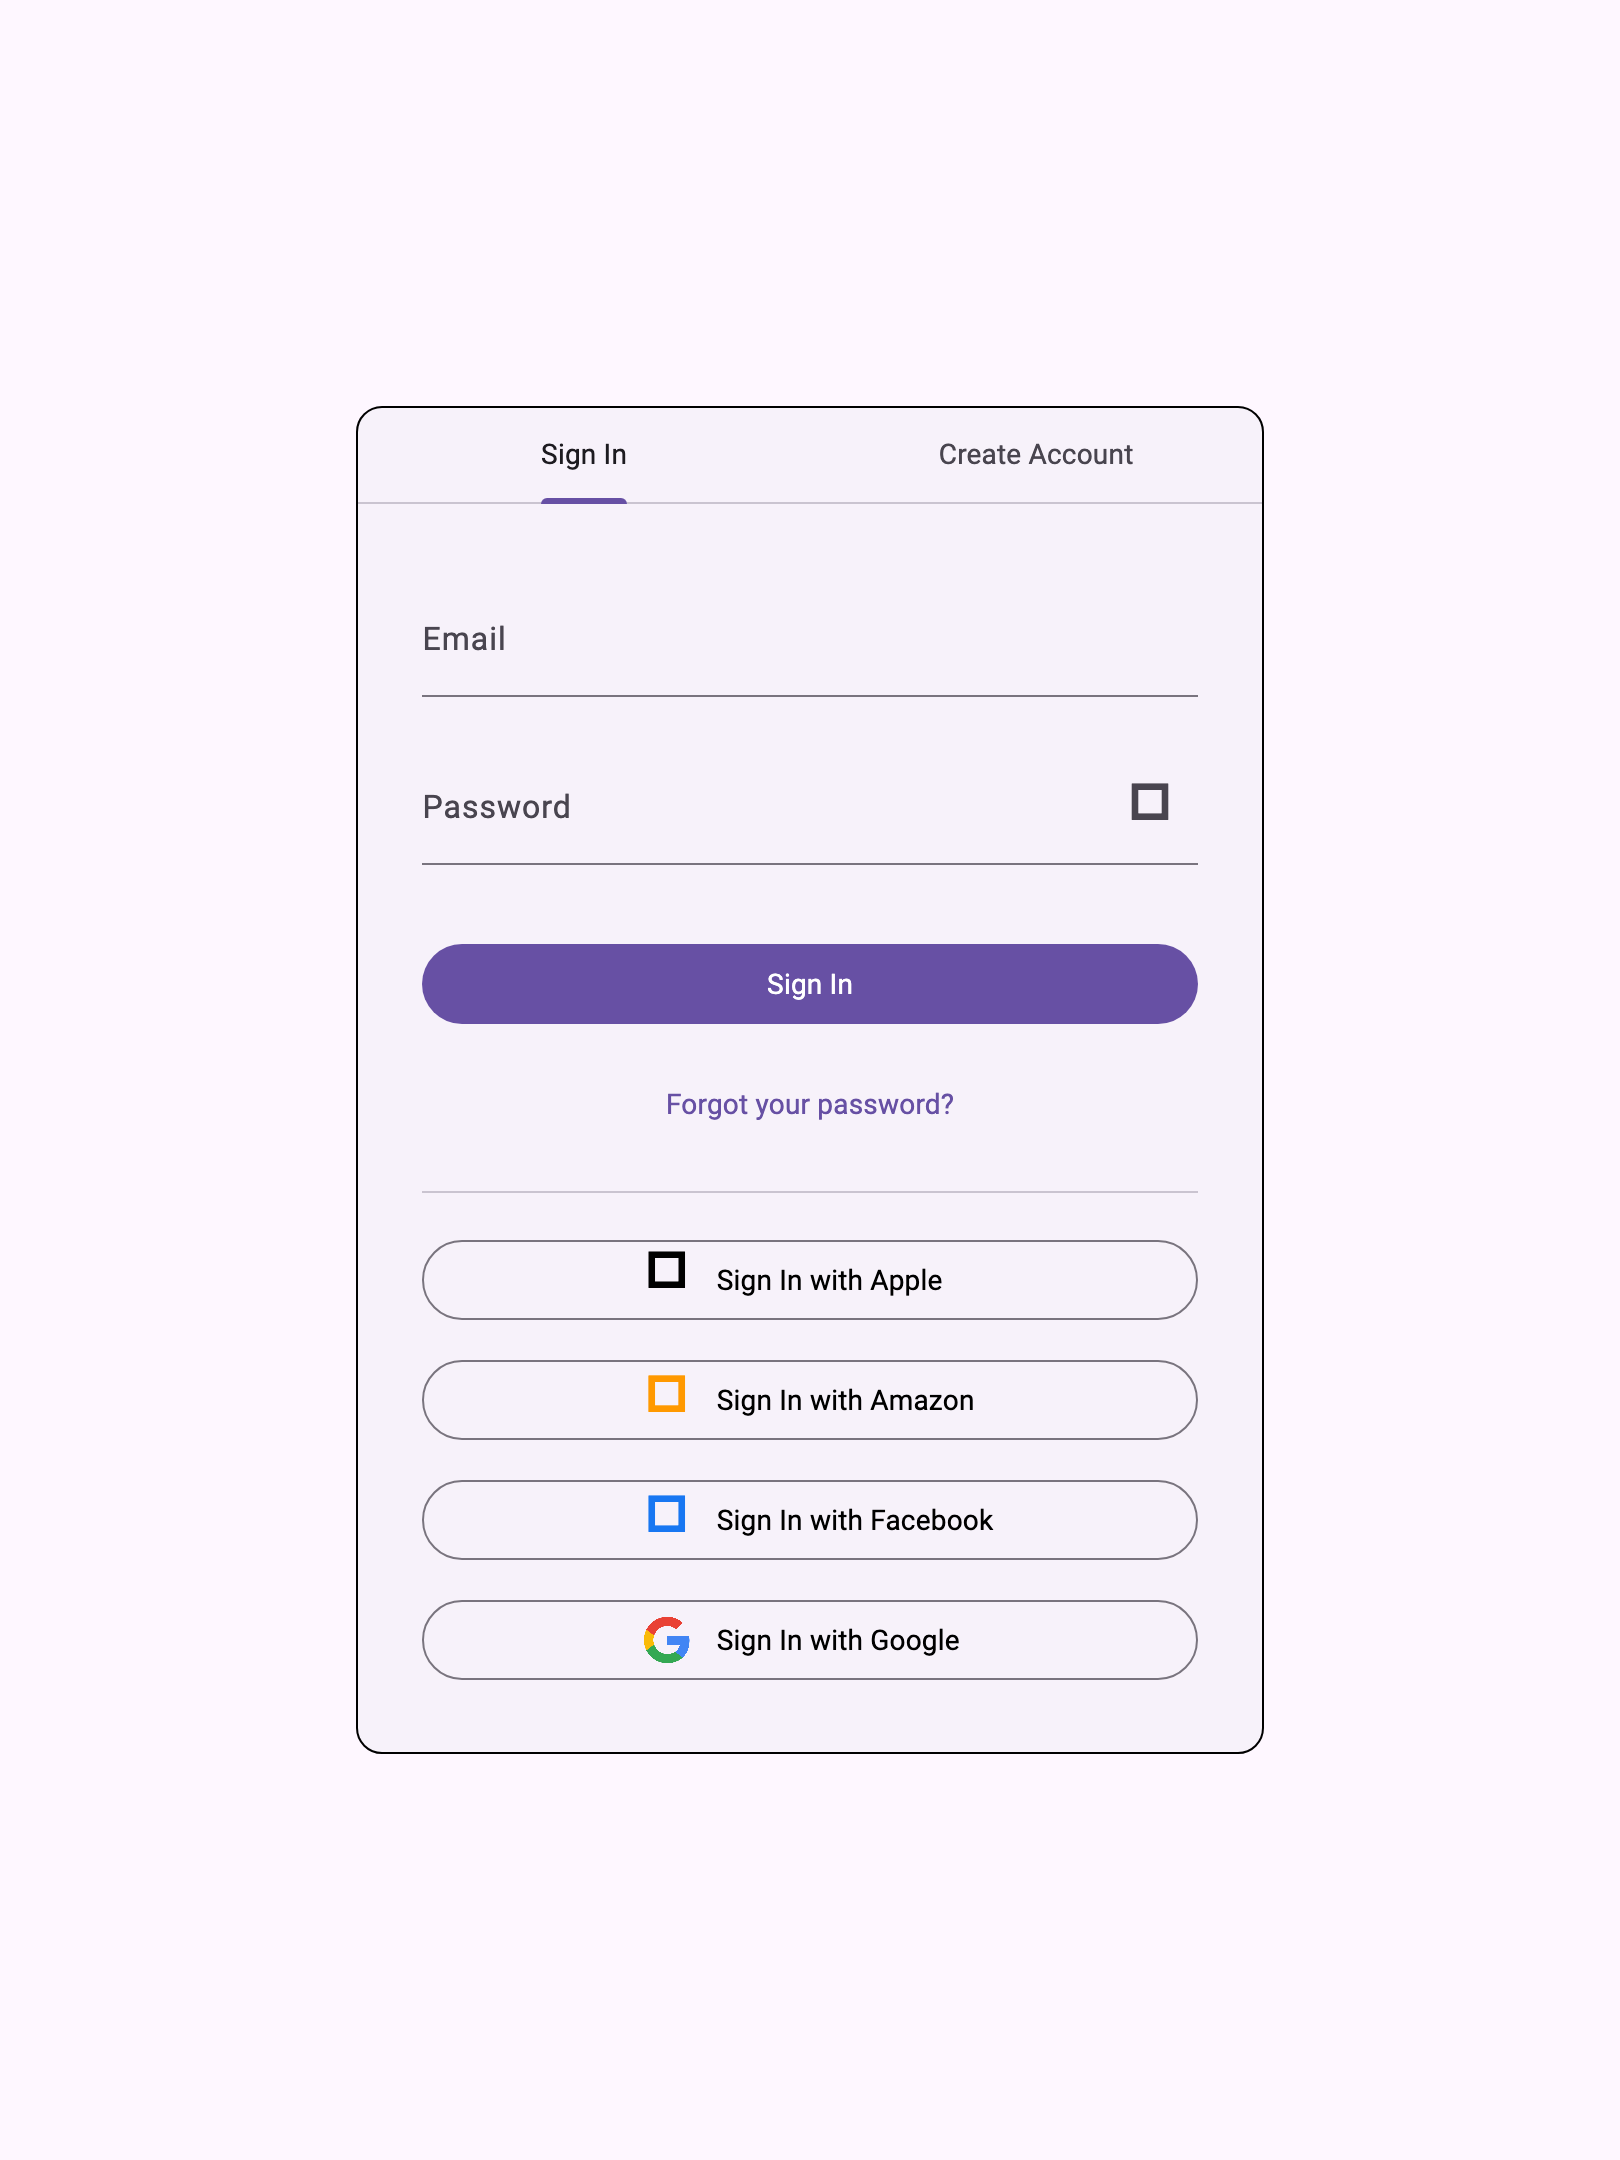 Sign In
Create Account
Email
Password
Sign In
Forgot your password?
Sign In with Apple
Sign In with Amazon
Sign In with Facebook
Sign In with Google